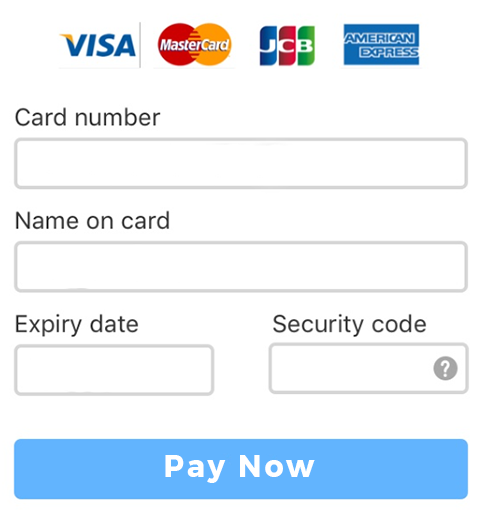 VISA MasterCard JCB AMERICAN EXPRESS
Card number
Name on card
Expiry date Security code
?
Pay Now